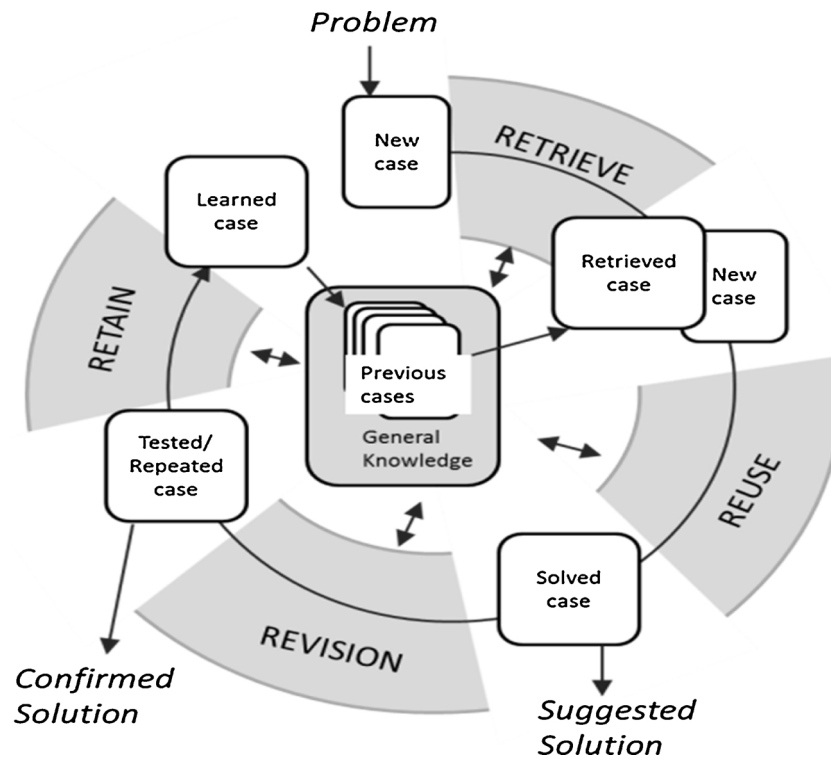 Problem
New
case
RETRIEVE
Learned
case
Retrieved
case
New
case
RETAIN
Previous
cases
General
Knowledge
Tested/
Repeated
case
REUSE
Solved
case
REVISION
Confirmed
Solution
Suggested
Solution